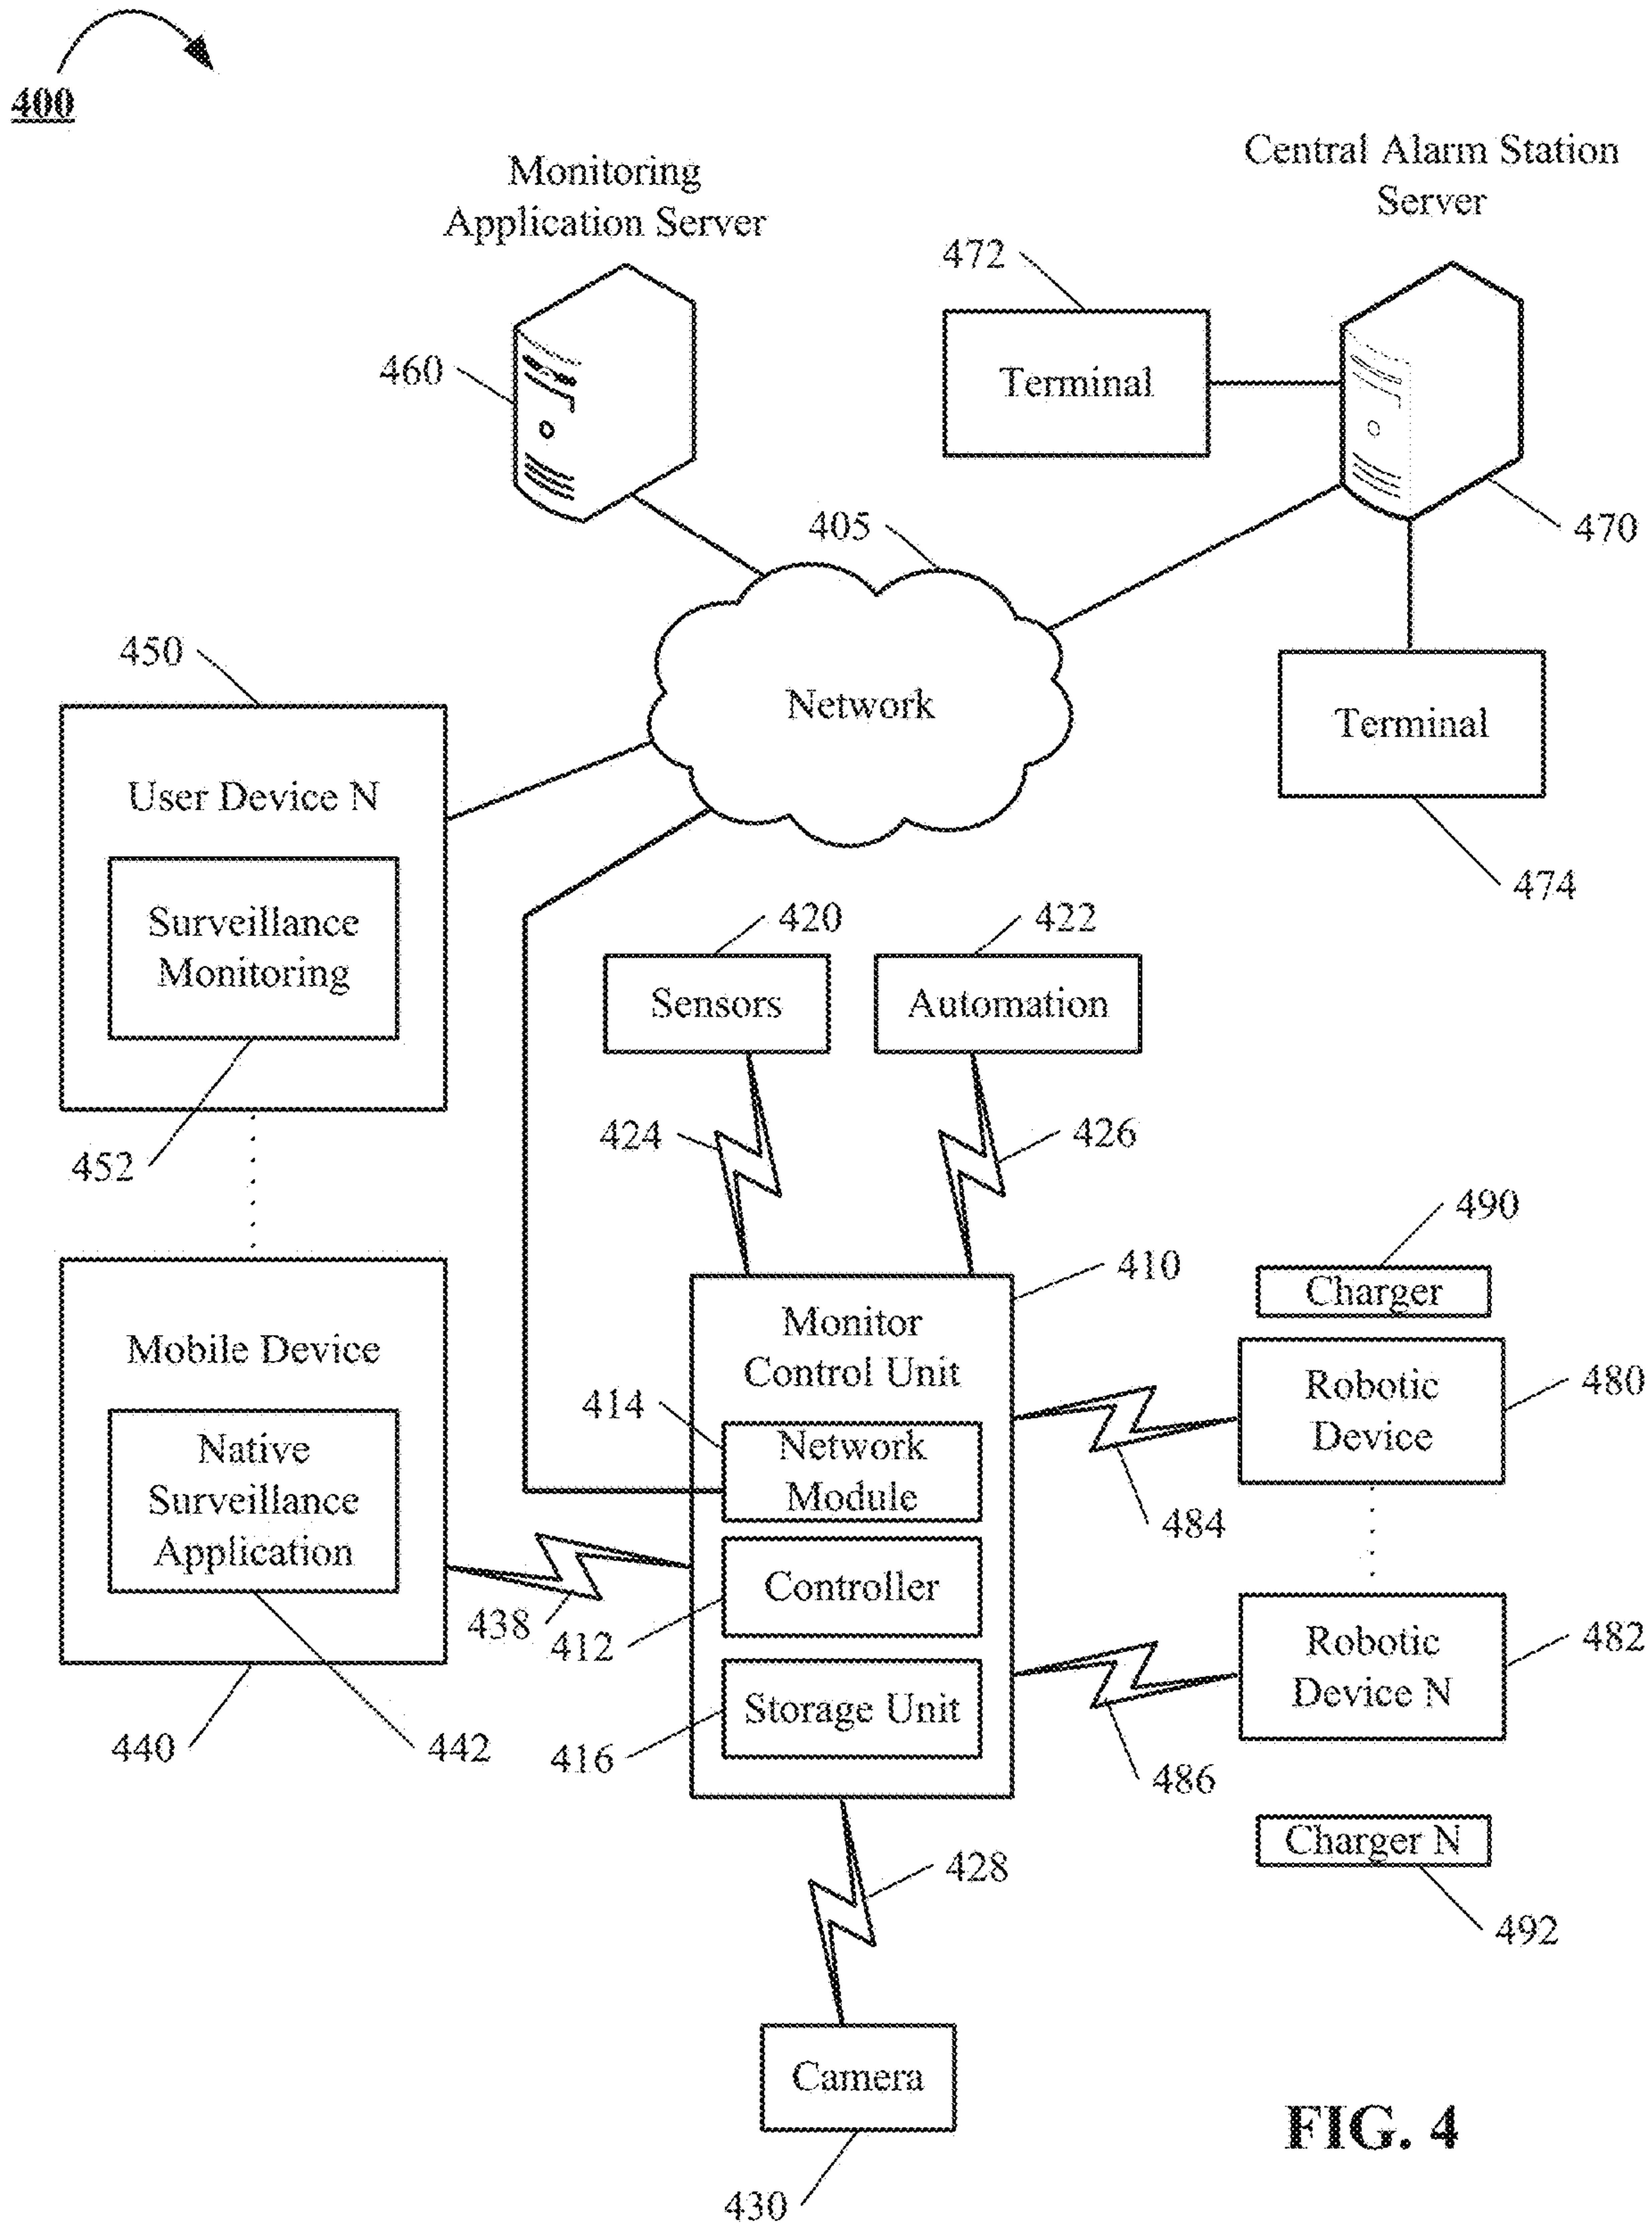 400
Monitoring
Application Server
Central Alarm Station
Server
472
Terminal
460
470
405
Network
450
User Device N
Surveillance
Monitoring
452
Terminal
474
420
422
Sensors
Automation
424
426
490
Charger
410
Monitor
Control Unit
Mobile Device
Native
Surveillance
Application
414
Network
Module
Robotic
Device
480
484
438
412
Controller
Robotic
Device N
482
440
442
416
Storage Unit
486
Charger N
492
428
Camera
430
FIG. 4